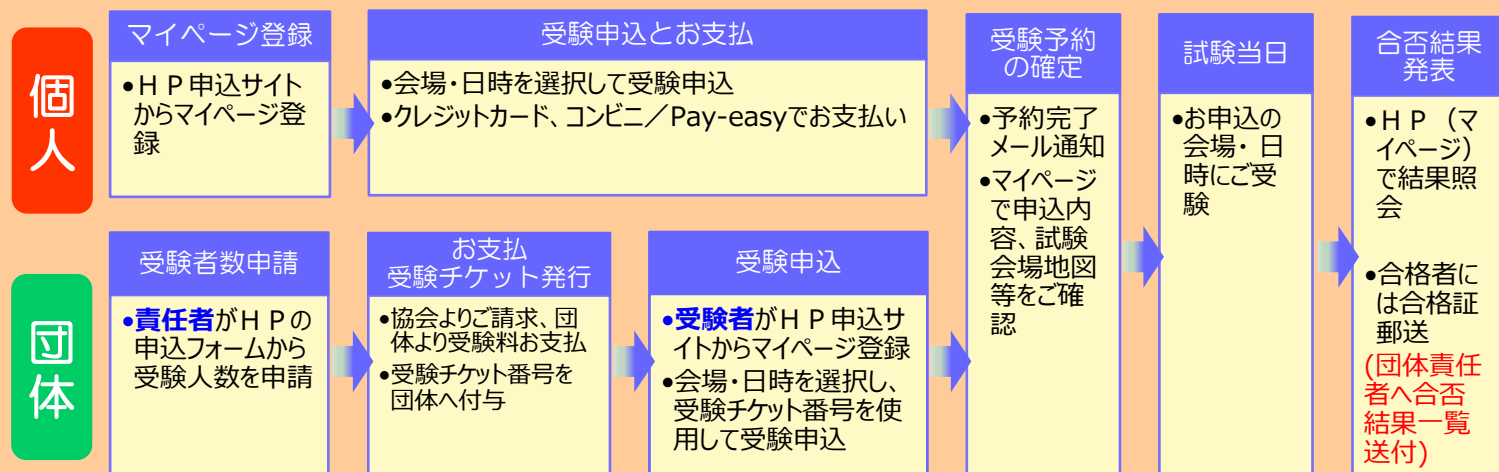 個人
マイページ登録
•ＨＰ申込サイト
からマイページ登
録
受験申込とお支払
•会場・日時を選択して受験申込
•クレジットカード、コンビニ／Pay-easyでお支払い
団体
受験者数申請
•責任者がＨＰの
申込フォームから
受験人数を申請
お支払
受験チケット発行
•協会よりご請求、団
体より受験料お支払
•受験チケット番号を
団体へ付与
受験申込
•受験者がＨＰ申込サ
イトからマイページ登録
•会場・日時を選択し、
受験チケット番号を使
用して受験申込
受験予約
の確定
•予約完了
メール通知
•マイページ
で申込内
容、試験
会場地図
等をご確
認
試験当日
•お申込の
会場・ 日
時にご受
験
合否結果
発表
•ＨＰ（マ
イページ）
で結果照
会
•合格者に
は合格証
郵送
(団体責任
者へ合否
結果一覧
送付)